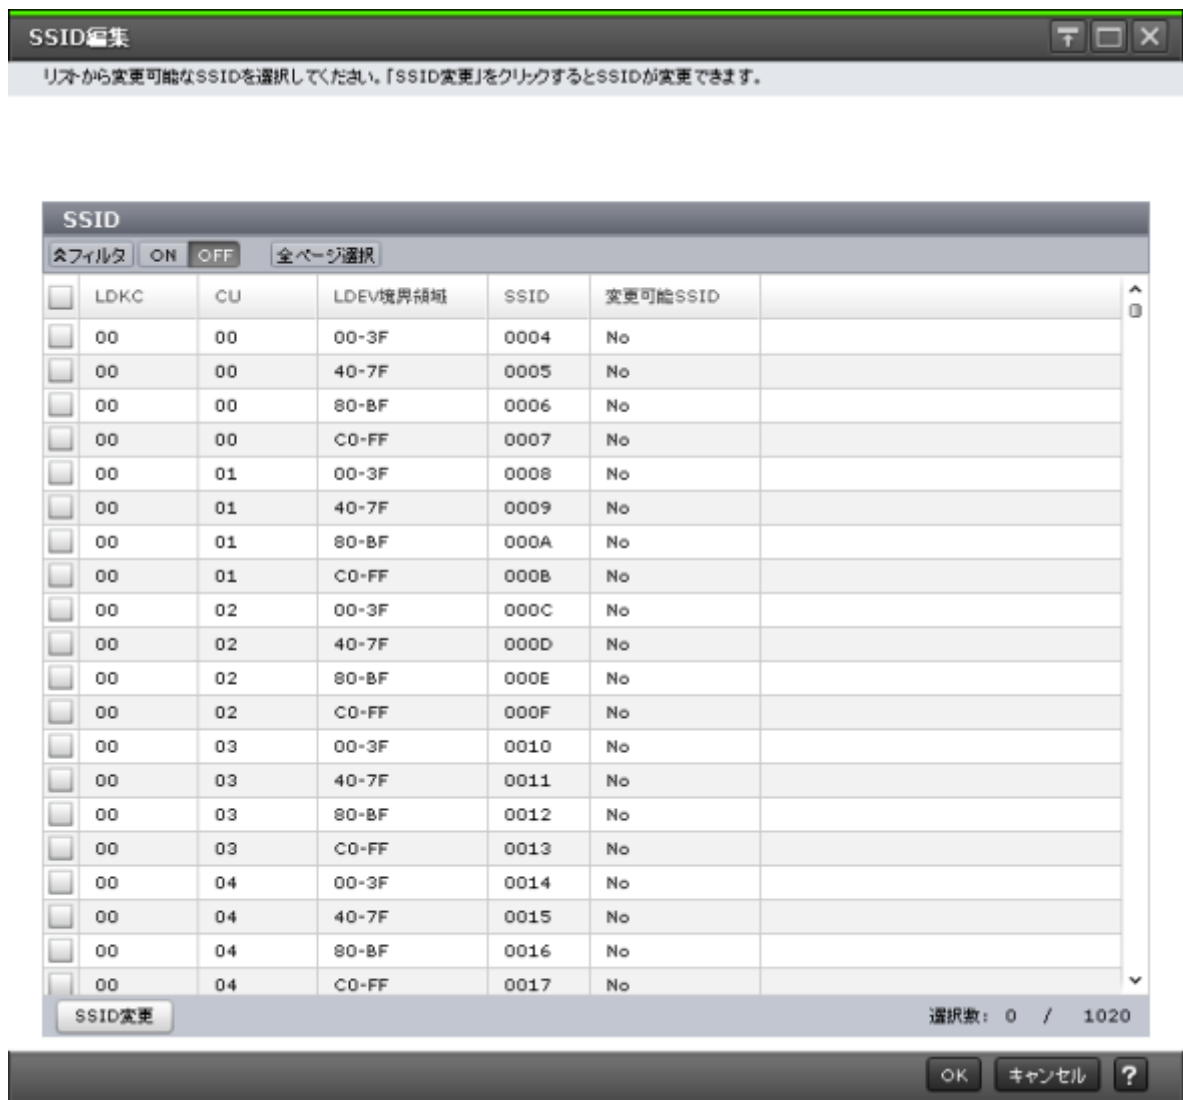 SSID編集
リストから変更可能なSSIDを選択してください。「SSID変更」をクリックするとSSIDが変更できます。
SSID
フィルタ ON OFF 全ページ選択
LDKC CU LDEV境界領域 SSID 変更可能SSID
00 00 00-3F 0004 No
00 00 40-7F 0005 No
00 00 80-BF 0006 No
00 00 C0-FF 0007 No
00 01 00-3F 0008 No
00 01 40-7F 0009 No
00 01 80-BF 000A No
00 01 C0-FF 000B No
00 02 00-3F 000C No
00 02 40-7F 000D No
00 02 80-BF 000E No
00 02 C0-FF 000F No
00 03 00-3F 0010 No
00 03 40-7F 0011 No
00 03 80-BF 0012 No
00 03 C0-FF 0013 No
00 04 00-3F 0014 No
00 04 40-7F 0015 No
00 04 80-BF 0016 No
00 04 C0-FF 0017 No
SSID変更 選択数: 0 / 1020
OK キャンセル ?